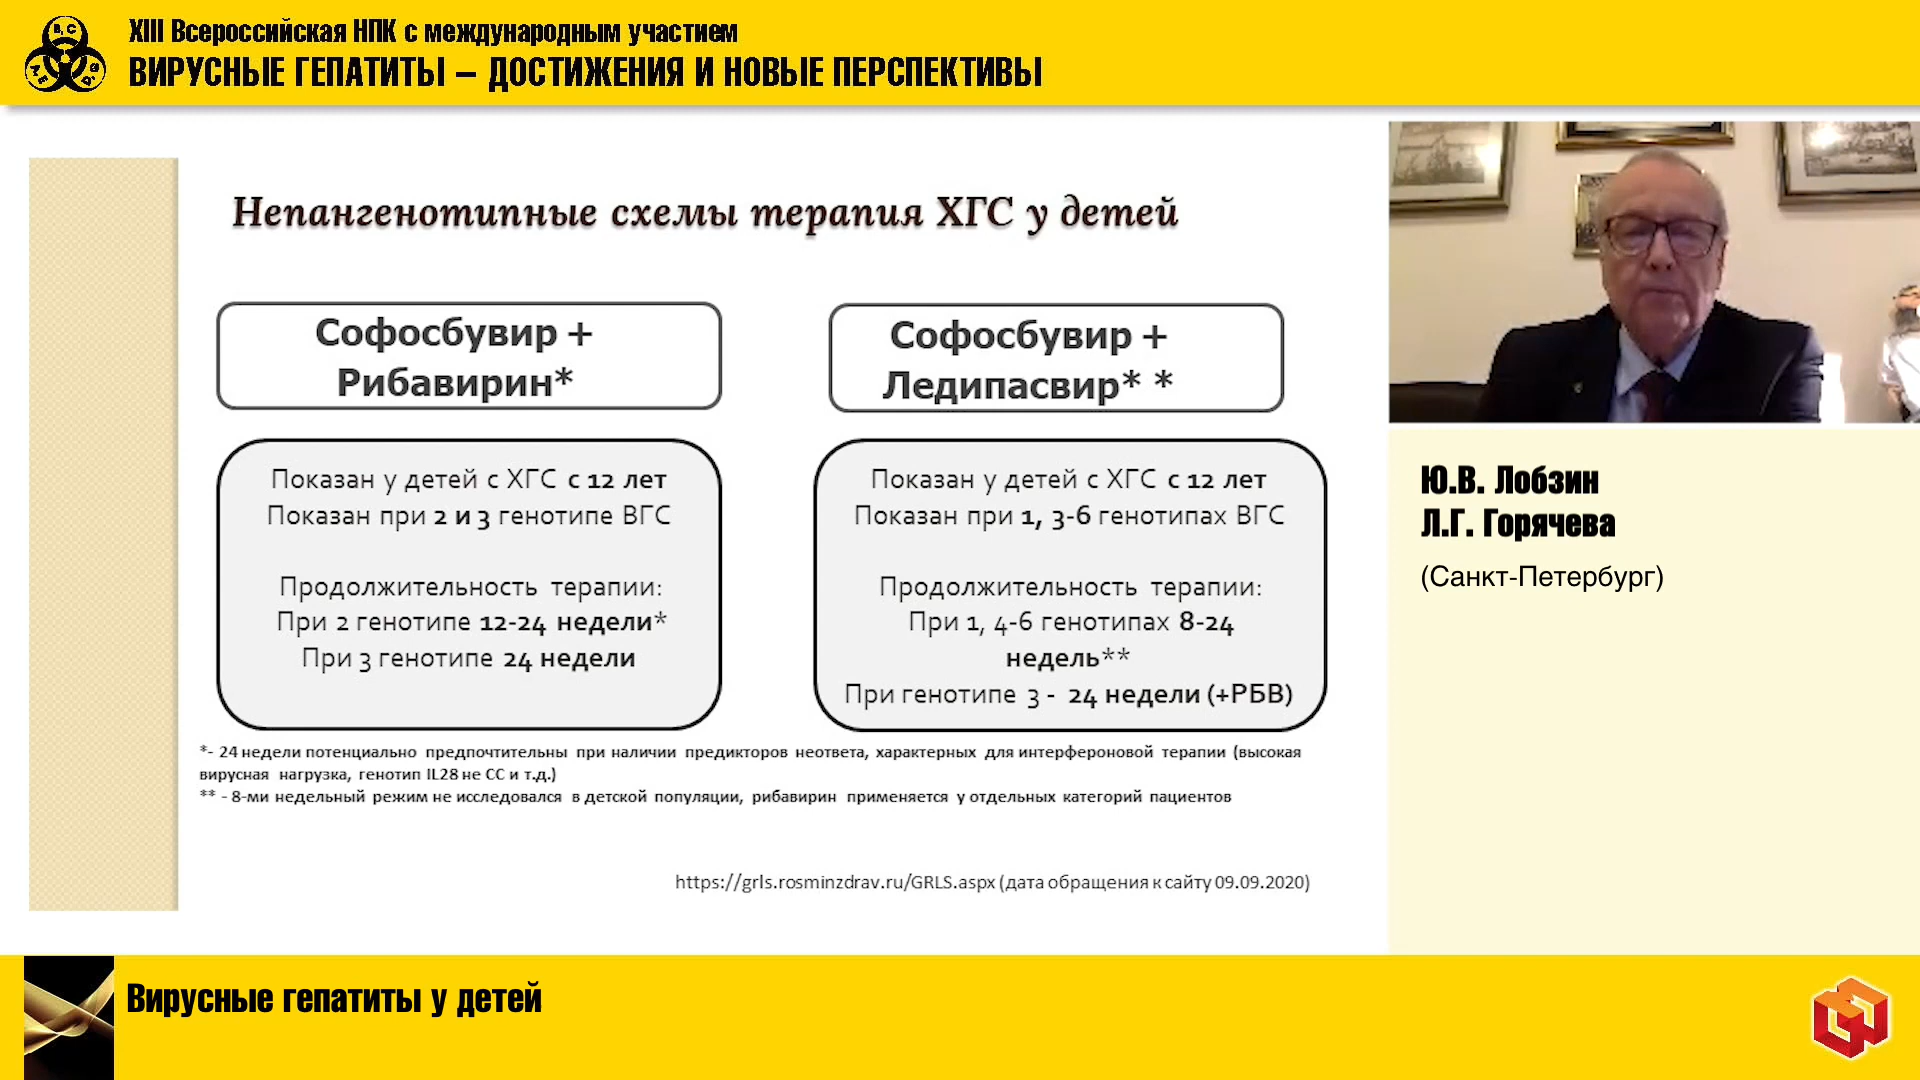 XIII Всероссийская НПК с международным участием
ВИРУСНЫЕ ГЕПАТИТЫ – ДОСТИЖЕНИЯ И НОВЫЕ ПЕРСПЕКТИВЫ
Непангенотипные схемы терапия ХГС у детей
Софосбувир +
Рибавирин*
Показан у детей с ХГС с 12 лет
Показан при 2 и 3 генотипе ВГС
Продолжительность терапии:
При 2 генотипе 12-24 недели*
При 3 генотипе 24 недели
Софосбувир +
Ледипасвир* *
Показан у детей с ХГС с 12 лет
Показан при 1, 3-6 генотипах ВГС
Продолжительность терапии:
При 1, 4-6 генотипах 8-24
недель**
При генотипе 3 - 24 недели (+РБВ)
*- 24 недели потенциально предпочтительны при наличии предикторов неответа, характерных для интерфероновой терапии (высокая
вирусная нагрузка, генотип IL28 не СС и т.д.)
** - 8-ми недельный режим не исследовался в детской популяции, рибавирин применяется у отдельных категорий пациентов
https://grls.rosminzdrav.ru/GRLS.aspx (дата обращения к сайту 09.09.2020)
Ю.В. Лобзин
Л.Г. Горячева
(Санкт-Петербург)
Вирусные гепатиты у детей